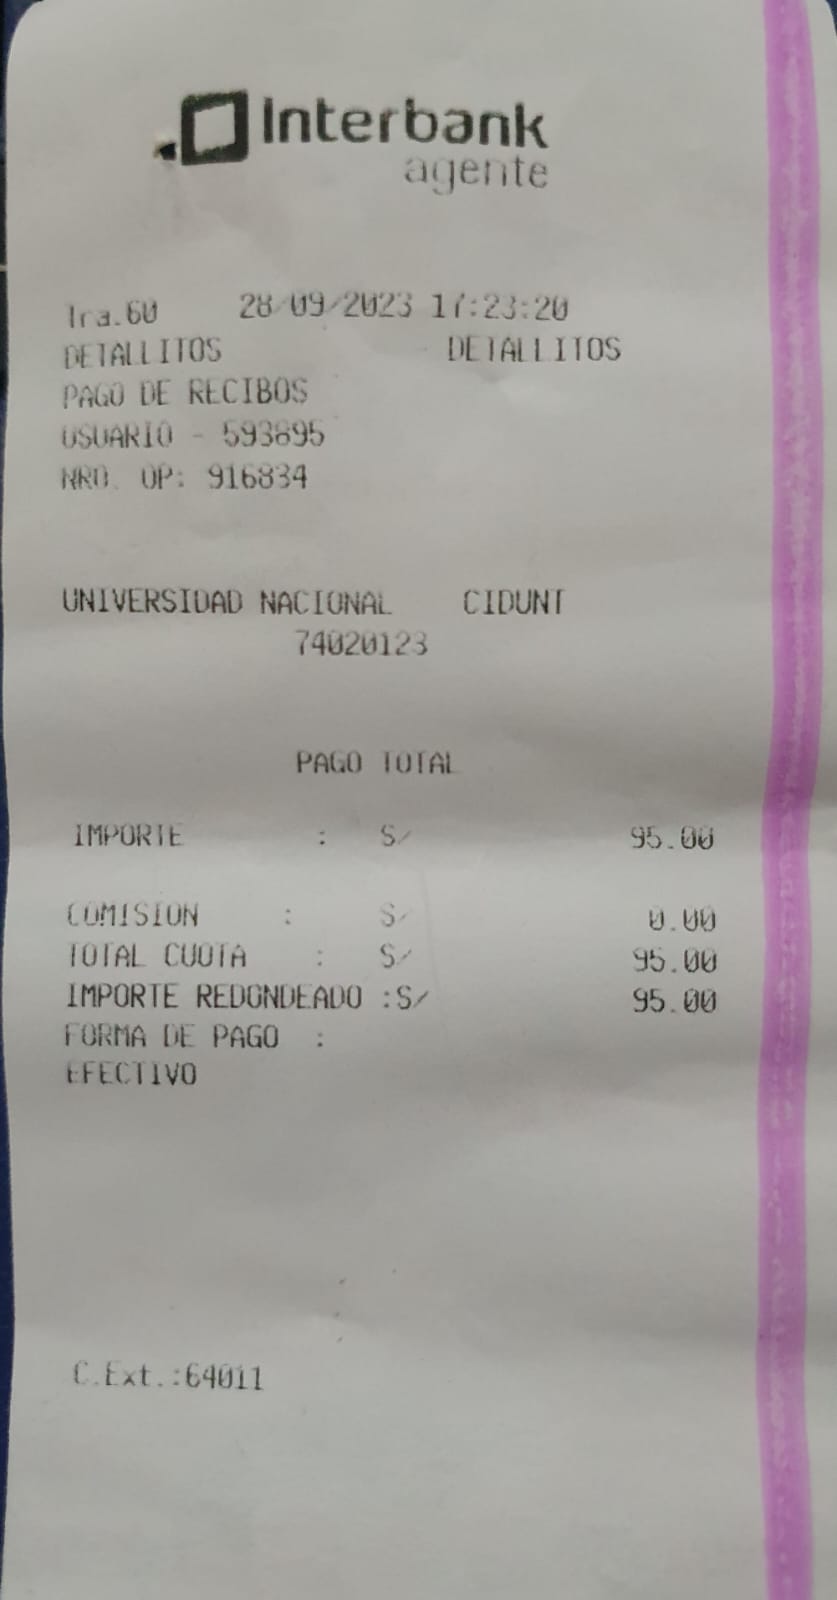 Interbank
agente
Tra.60 28/09/2023 17:23:20
DETALLITOS DETALLITOS
PAGO DE RECIBOS
USUARIO - 593895
NRO. OP: 916834
UNIVERSIDAD NACIONAL CIDUNT
74020123
PAGO TOTAL
IMPORTE : S/ 95.00
COMISION : S/ 0.00
TOTAL CUOTA : S/ 95.00
IMPORTE REDONDEADO :S/ 95.00
FORMA DE PAGO :
EFECTIVO
C.Ext.:64011